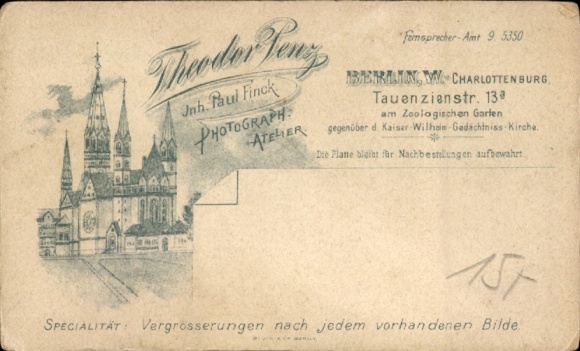 Theodor Penz
Inh. Paul Finck.
PHOTOGRAPH.
ATELIER
Fernsprecher-Amt 9. 5350
BERLIN, W.-CHARLOTTENBURG.
Tauenzienstr. 13a
am Zoologischen Garten
gegenüber d. Kaiser-Wilhelm-Gedächtniss-Kirche.
Die Platte bleibt für Nachbestellungen aufbewahrt.
15,-
SPECIALITÄT: Vergrösserungen nach jedem vorhandenen Bilde.